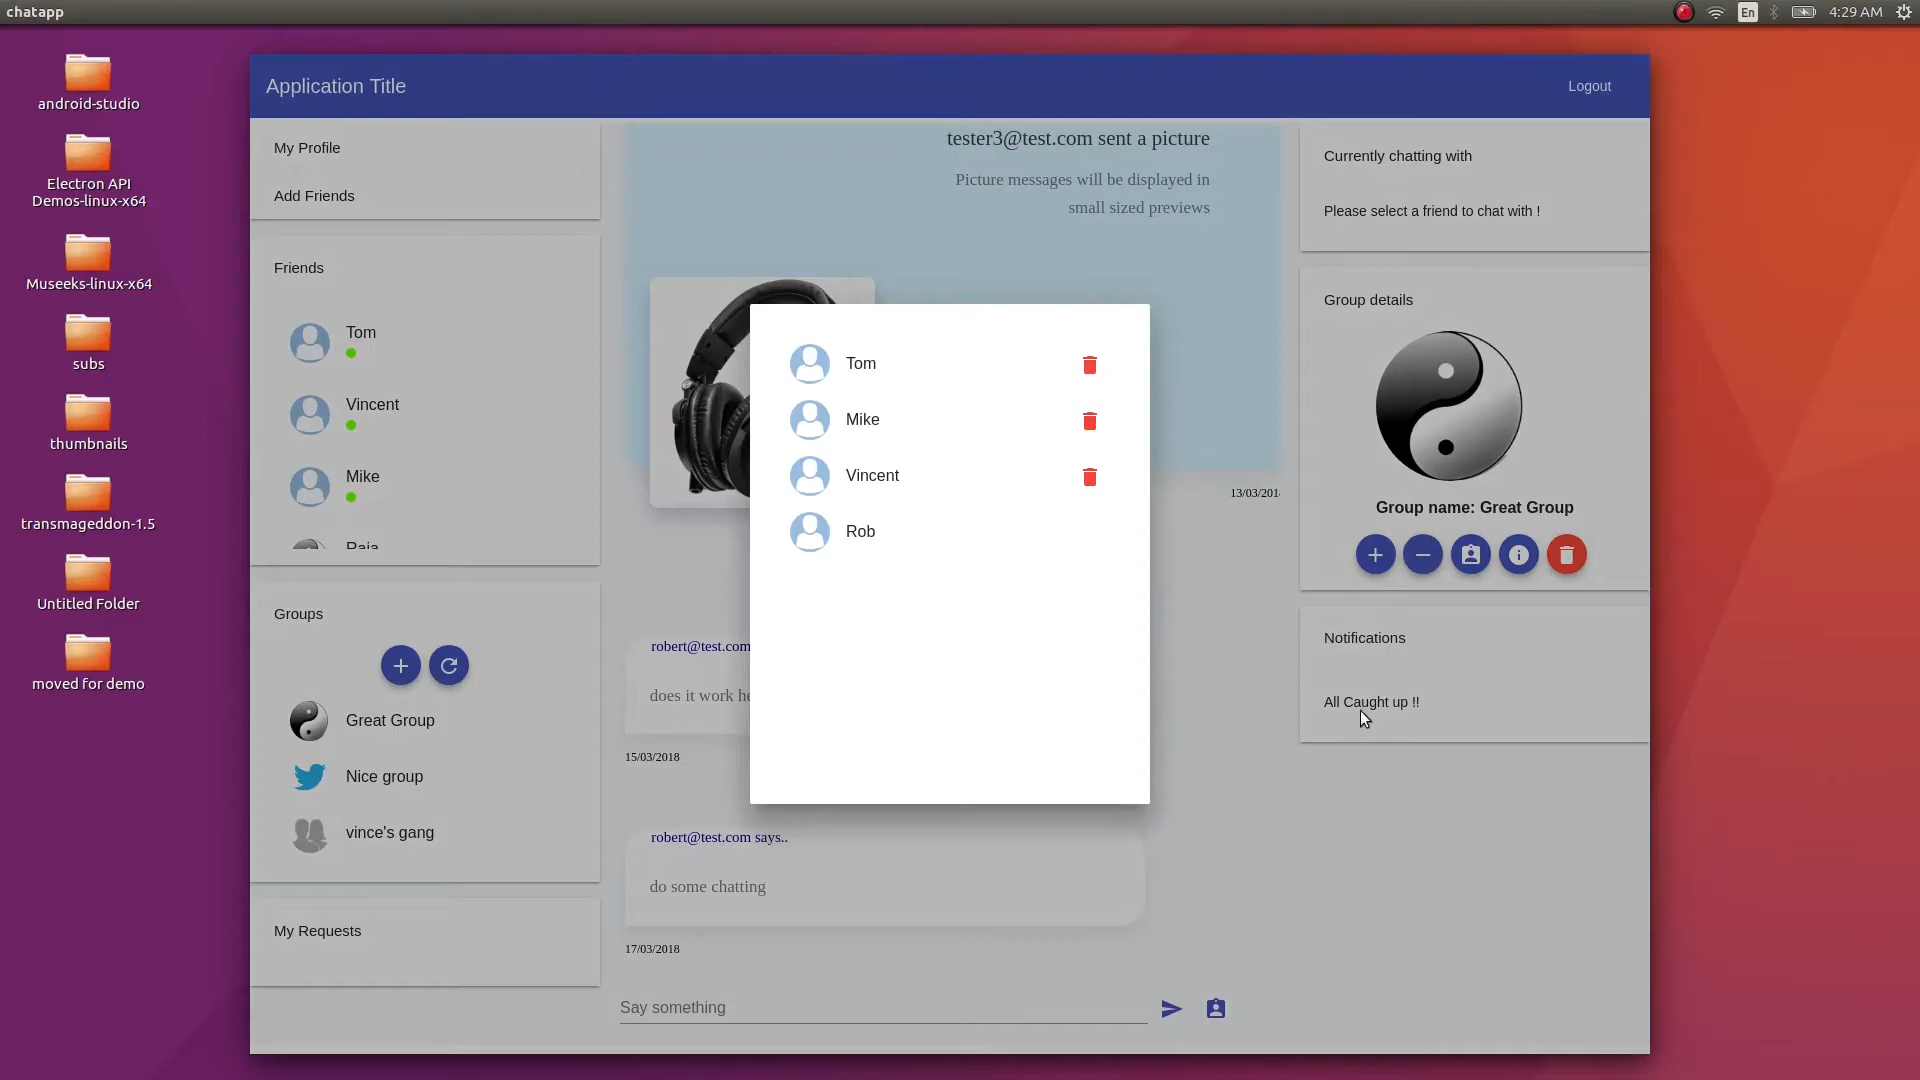 chatapp
En
4:29 AM
android-studio
Electron API
Demos-linux-x64
Museeks-linux-x64
subs
thumbnails
transmageddon-1.5
Untitled Folder
moved for demo
Application Title
Logout
My Profile
Add Friends
Friends
Tom
Vincent
Mike
Raja
Groups
Great Group
Nice group
vince's gang
My Requests
tester3@test.com sent a picture
Picture messages will be displayed in
small sized previews
13/03/201
robert@test.com
does it work he
15/03/2018
robert@test.com says..
do some chatting
17/03/2018
Say something
Tom
Mike
Vincent
Rob
Currently chatting with
Please select a friend to chat with !
Group details
Group name: Great Group
Notifications
All Caught up !!